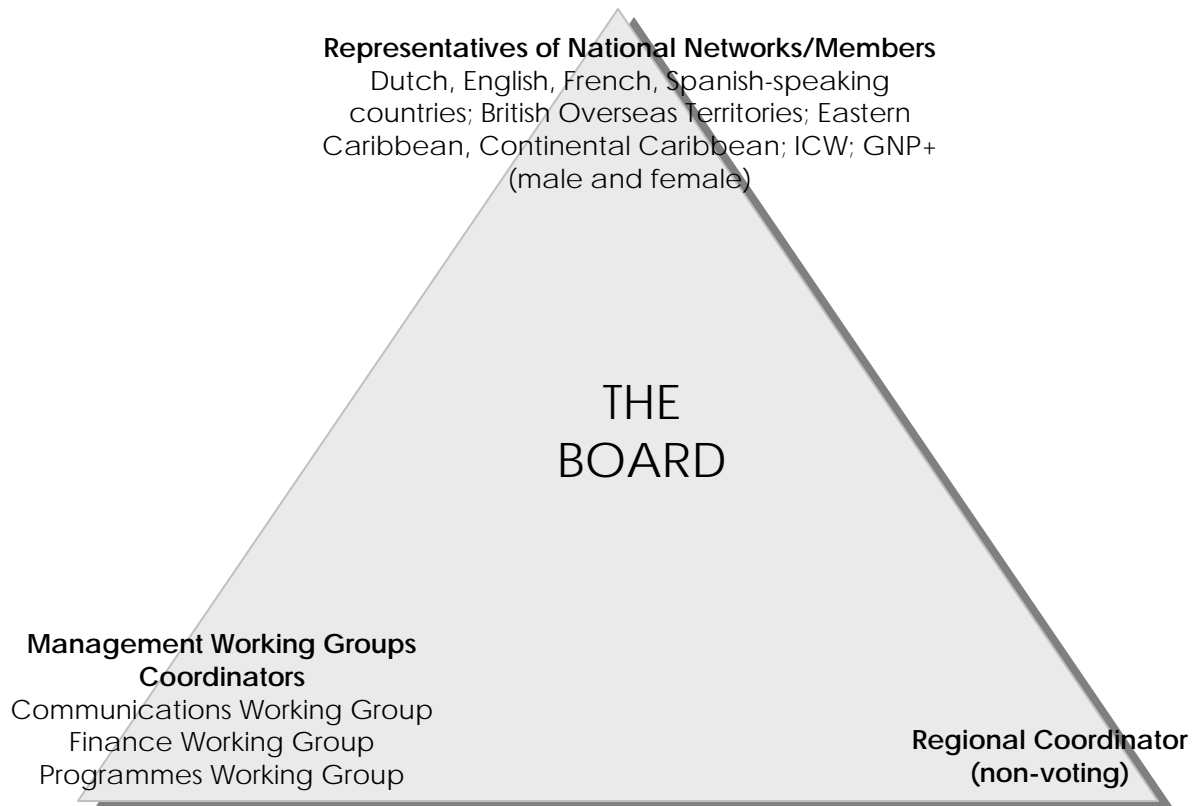 Representatives of National Networks/Members
Dutch, English, French, Spanish-speaking
countries; British Overseas Territories; Eastern
Caribbean, Continental Caribbean; ICW; GNP+
(male and female)
THE
BOARD
Management Working Groups
Coordinators
Communications Working Group
Finance Working Group
Programmes Working Group
Regional Coordinator
(non-voting)